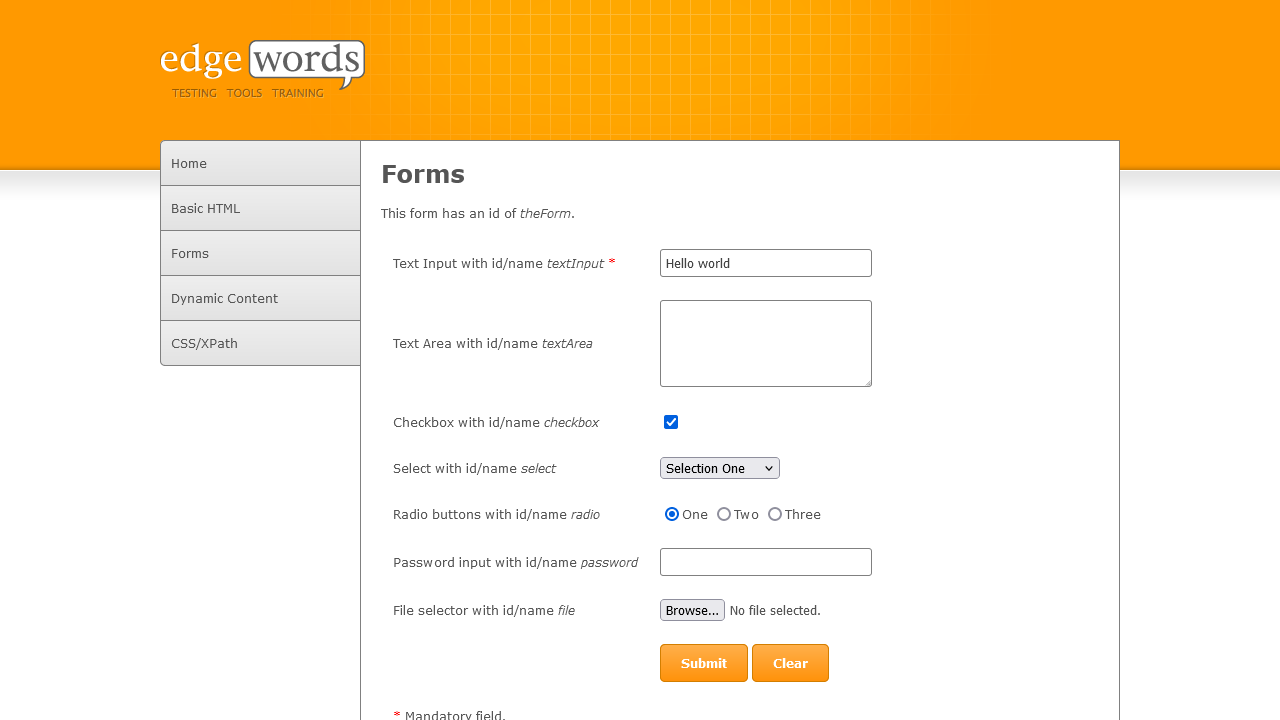 edge words
TESTING TOOLS TRAINING
Home
Basic HTML
Forms
Dynamic Content
CSS/XPath
Forms
This form has an id of theForm.
Text Input with id/name textInput * Hello world
Text Area with id/name textArea
Checkbox with id/name checkbox
Select with id/name select Selection One
Radio buttons with id/name radio One Two Three
Password input with id/name password
File selector with id/name file Browse... No file selected.
Submit Clear
* Mandatory field.